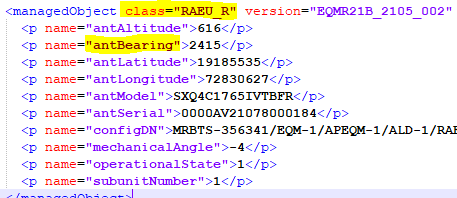 <managedObject class="RAEU_R" version="EQMR21B_2105_002"
<p name="antAltitude">616</p>
<p name="antBearing">2415</p>
<p name="antLatitude">19185535</p>
<p name="antLongitude">72830627</p>
<p name="antModel">SXQ4C1765IVTBFR</p>
<p name="antSerial">0000AV21078000184</p>
<p name="configDN">MRBTS-356341/EQM-1/APEQM-1/ALD-1/RAE
<p name="mechanicalAngle">-4</p>
<p name="operationalState">1</p>
<p name="subunitNumber">1</p>
</managedObject>